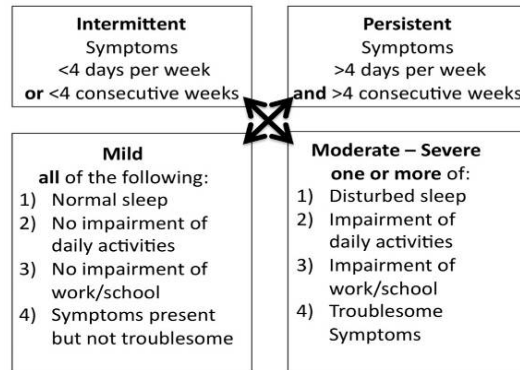 Intermittent
Symptoms
<4 days per week
or <4 consecutive weeks
Persistent
Symptoms
>4 days per week
and >4 consecutive weeks
Mild
all of the following:
1) Normal sleep
2) No impairment of
daily activities
3) No impairment of
work/school
4) Symptoms present
but not troublesome
Moderate – Severe
one or more of:
1) Disturbed sleep
2) Impairment of
daily activities
3) Impairment of
work/school
4) Troublesome
Symptoms